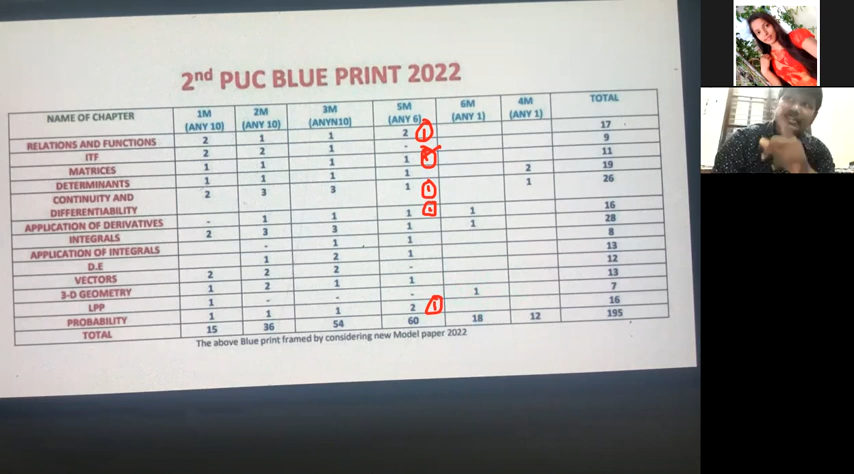 2nd PUC BLUE PRINT 2022
NAME OF CHAPTER 1M (ANY 10) 2M (ANY 10) 3M (ANYN10) 5M (ANY 6) 6M (ANY 1) 4M (ANY 1) TOTAL
RELATIONS AND FUNCTIONS 2 1 1 2 1 17
ITF 2 2 1 - 9
MATRICES 1 1 1 1 11
DETERMINANTS 1 1 1 1 2 19
CONTINUITY AND 2 3 3 1 1 1 26
DIFFERENTIABILITY
APPLICATION OF DERIVATIVES - 1 1 1 1 16
INTEGRALS 2 3 3 1 1 28
APPLICATION OF INTEGRALS - 1 1 8
D.E 1 2 1 13
VECTORS 2 2 2 - 12
3-D GEOMETRY 1 2 1 1 13
LPP 1 - - - 1 7
PROBABILITY 1 1 1 2 1 16
TOTAL 15 36 54 60 18 12 195
The above Blue print framed by considering new Model paper 2022